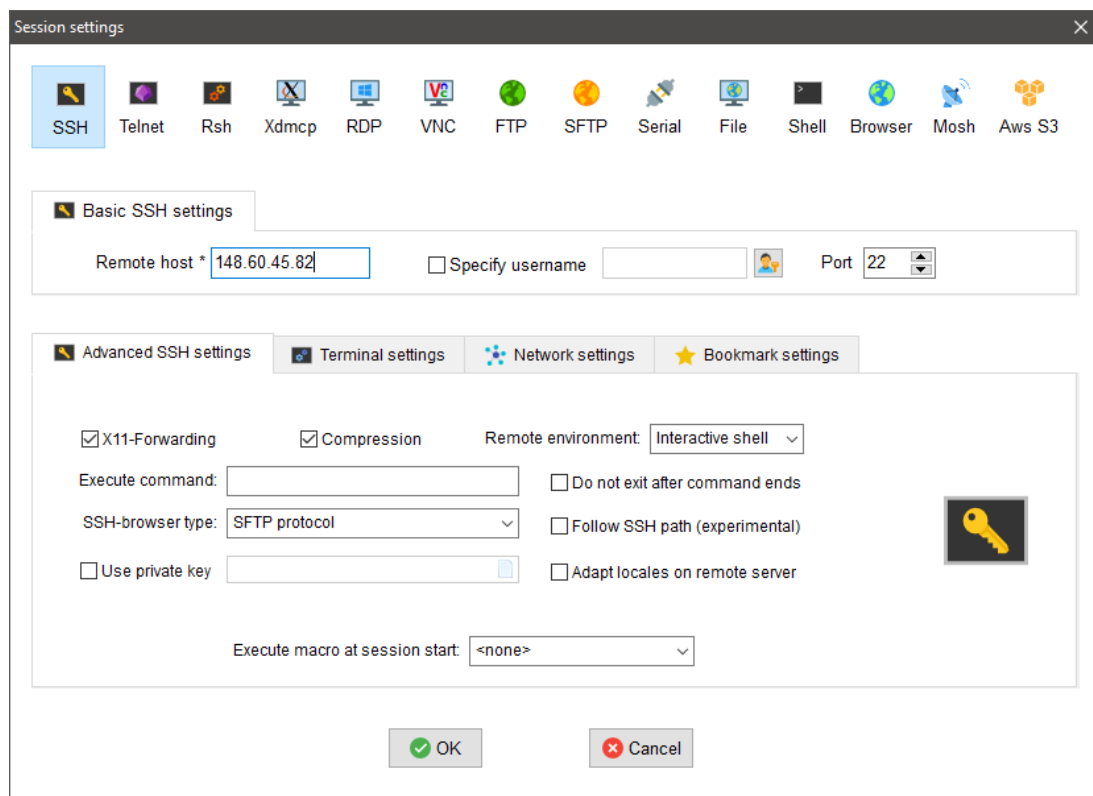 Session settings
SSH Telnet Rsh Xdmcp RDP VNC FTP SFTP Serial File Shell Browser Mosh Aws S3
Basic SSH settings
Remote host * 148.60.45.82 Specify username Port 22
Advanced SSH settings Terminal settings Network settings Bookmark settings
X11-Forwarding Compression Remote environment: Interactive shell
Execute command: Do not exit after command ends
SSH-browser type: SFTP protocol Follow SSH path (experimental)
Use private key Adapt locales on remote server
Execute macro at session start: <none>
OK Cancel